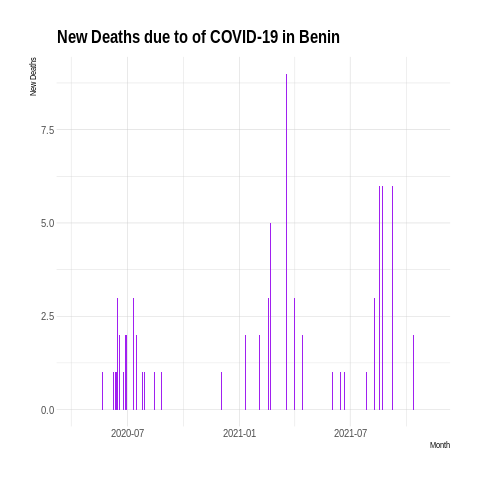 New Deaths due to of COVID-19 in Benin
New Deaths
7.5
5.0
2.5
0.0
2020-07 2021-01 2021-07
Month